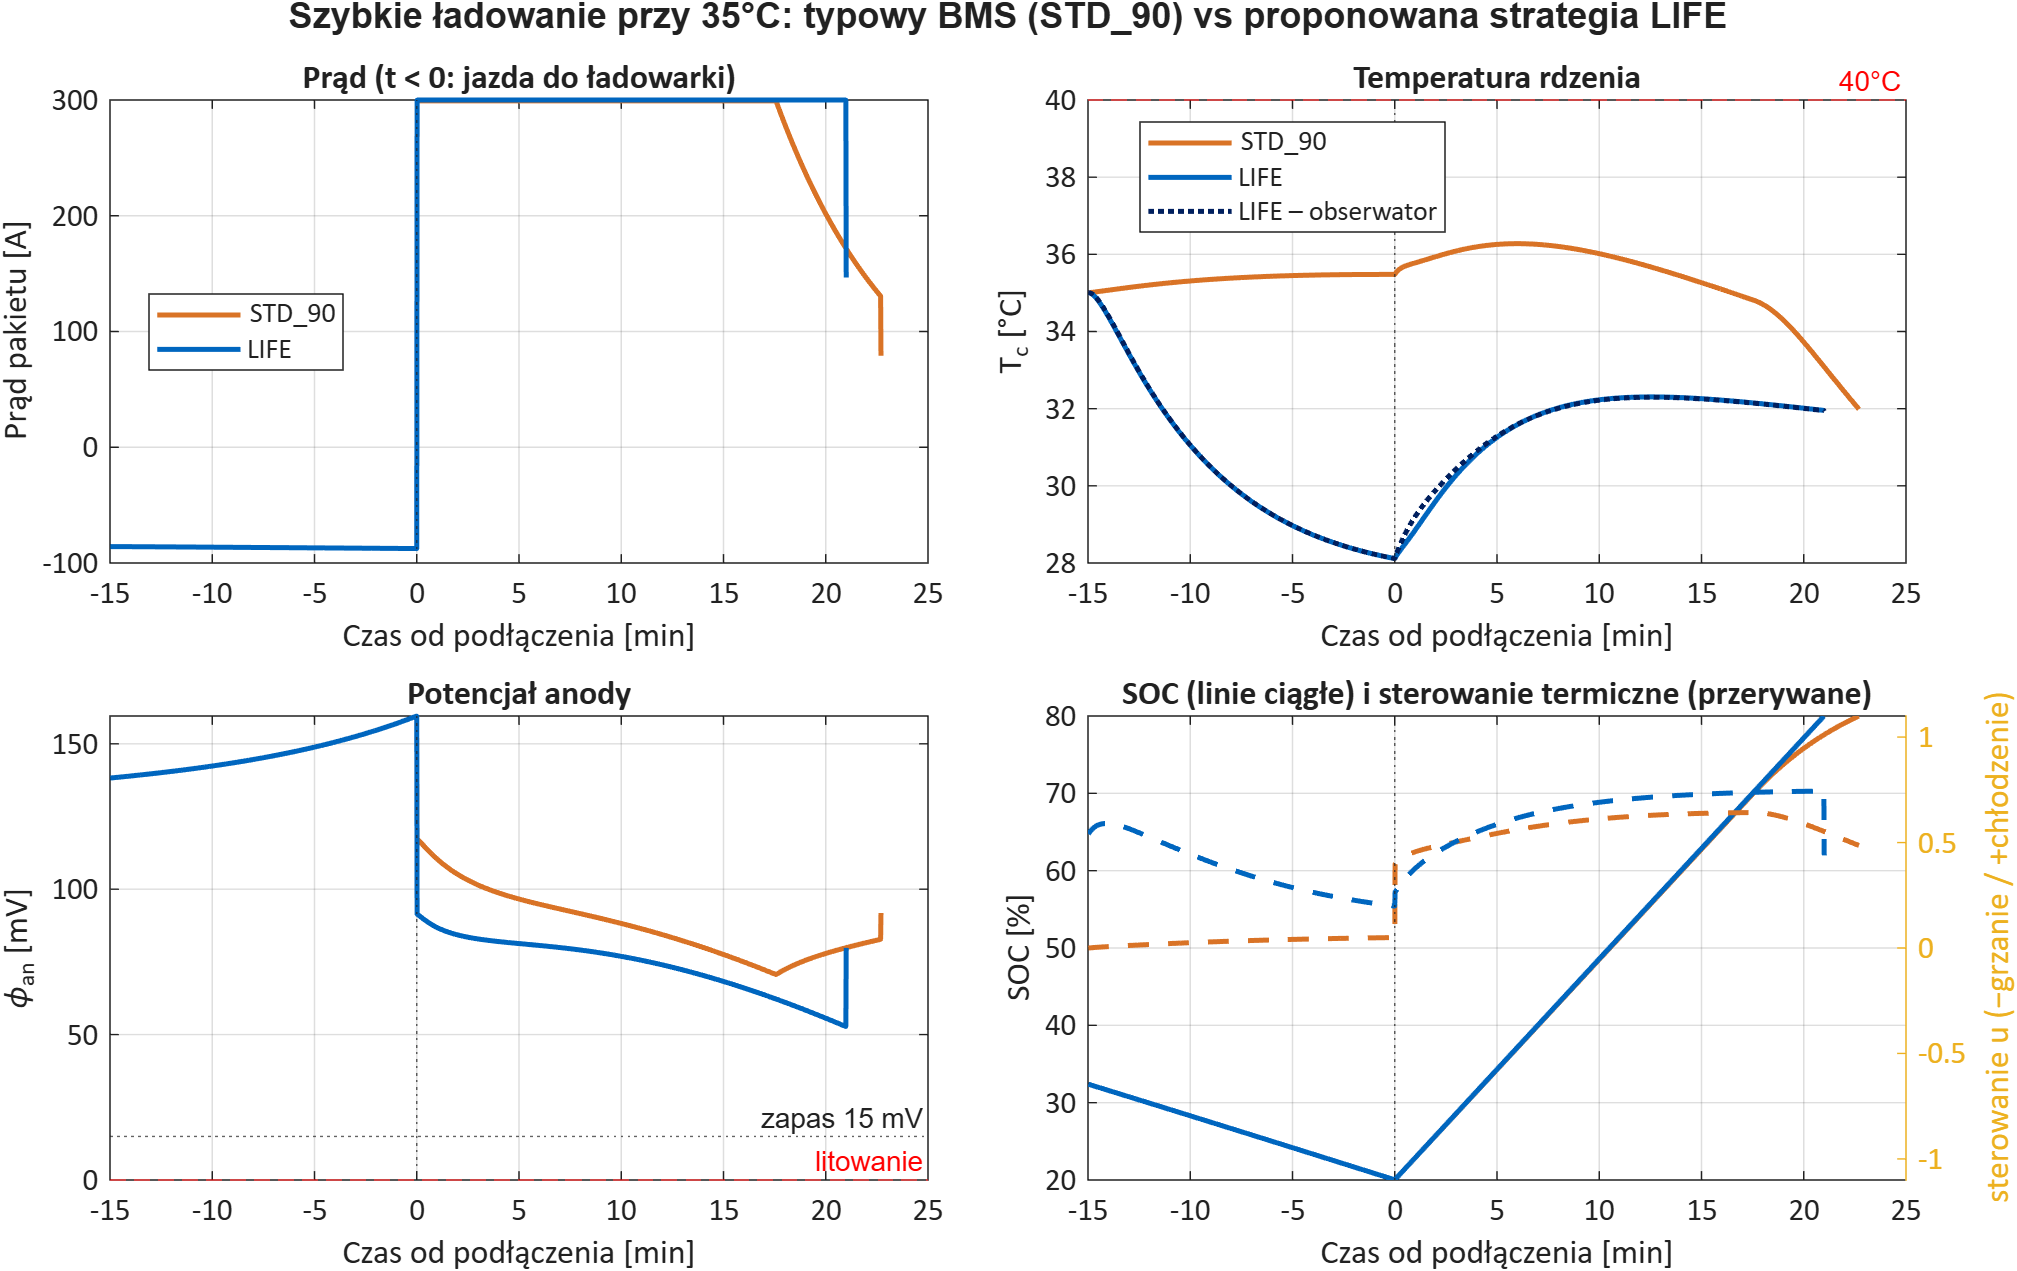 Szybkie ładowanie przy 35°C: typowy BMS (STD_90) vs proponowana strategia LIFE
Prąd (t < 0: jazda do ładowarki)
300
200
100
0
-100
Prąd pakietu [A]
STD_90
LIFE
-15 -10 -5 0 5 10 15 20 25
Czas od podłączenia [min]
Temperatura rdzenia
40°C
40
38
36
34
32
30
28
T_c [°C]
STD_90
LIFE
LIFE – obserwator
-15 -10 -5 0 5 10 15 20 25
Czas od podłączenia [min]
Potencjał anody
150
100
50
0
ϕ_an [mV]
zapas 15 mV
litowanie
-15 -10 -5 0 5 10 15 20 25
Czas od podłączenia [min]
SOC (linie ciągłe) i sterowanie termiczne (przerywane)
80
70
60
50
40
30
20
SOC [%]
1
0.5
0
-0.5
-1
sterowanie u (–grzanie / +chłodzenie)
-15 -10 -5 0 5 10 15 20 25
Czas od podłączenia [min]